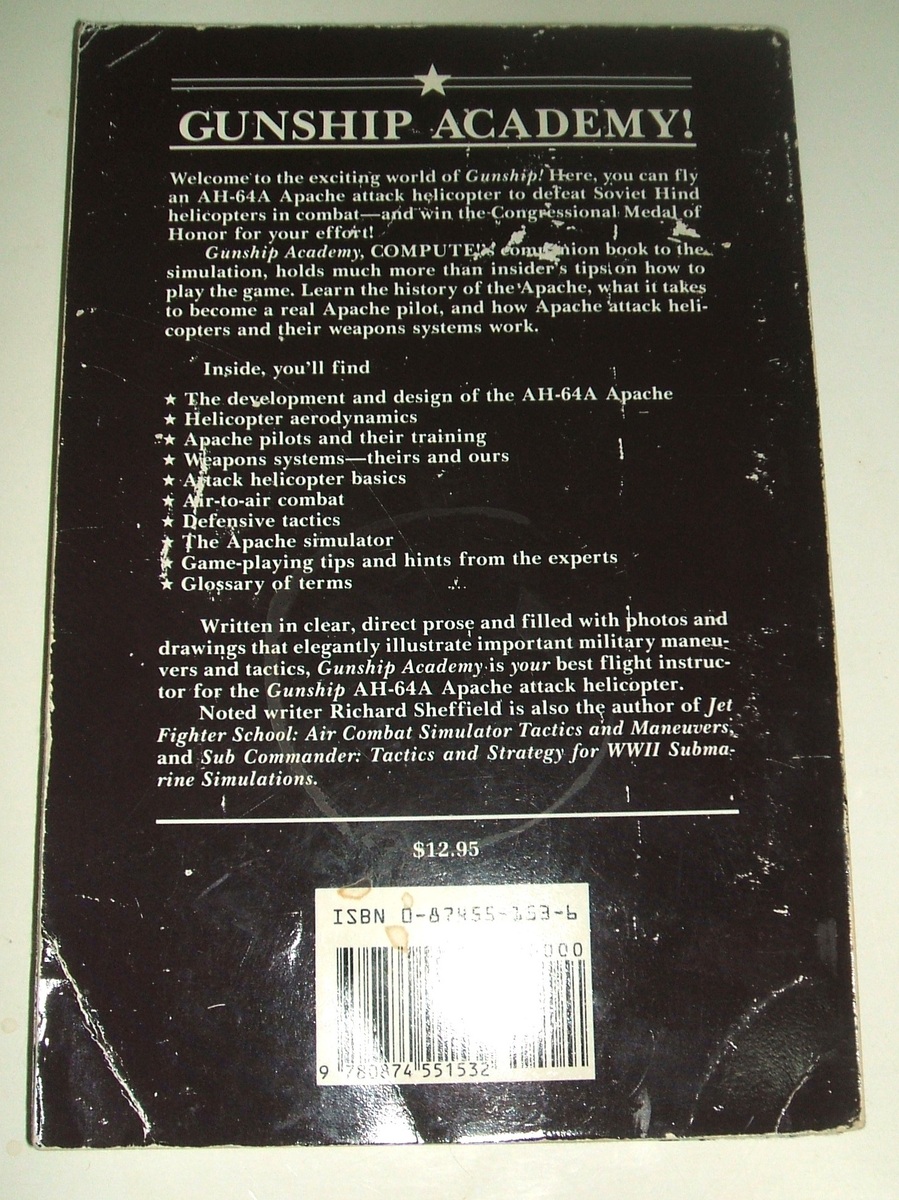 GUNSHIP ACADEMY!
Welcome to the exciting world of Gunship! Here, you can fly
an AH-64A Apache attack helicopter to defeat Soviet Hind
helicopters in combat—and win the Congressional Medal of
Honor for your effort!
Gunship Academy, COMPUTE!'s companion book to the
simulation, holds much more than insider's tips on how to
play the game. Learn the history of the Apache, what it takes
to become a real Apache pilot, and how Apache attack heli-
copters and their weapons systems work.
Inside, you'll find
★ The development and design of the AH-64A Apache
★ Helicopter aerodynamics
★ Apache pilots and their training
★ Weapons systems—theirs and ours
★ Attack helicopter basics
★ Air-to-air combat
★ Defensive tactics
★ The Apache simulator
★ Game-playing tips and hints from the experts
★ Glossary of terms
Written in clear, direct prose and filled with photos and
drawings that elegantly illustrate important military maneu-
vers and tactics, Gunship Academy is your best flight instruc-
tor for the Gunship AH-64A Apache attack helicopter.
Noted writer Richard Sheffield is also the author of Jet
Fighter School: Air Combat Simulator Tactics and Maneuvers,
and Sub Commander: Tactics and Strategy for WWII Subma-
rine Simulations.
$12.95
ISBN 0-87455-153-6
9 780874 551532